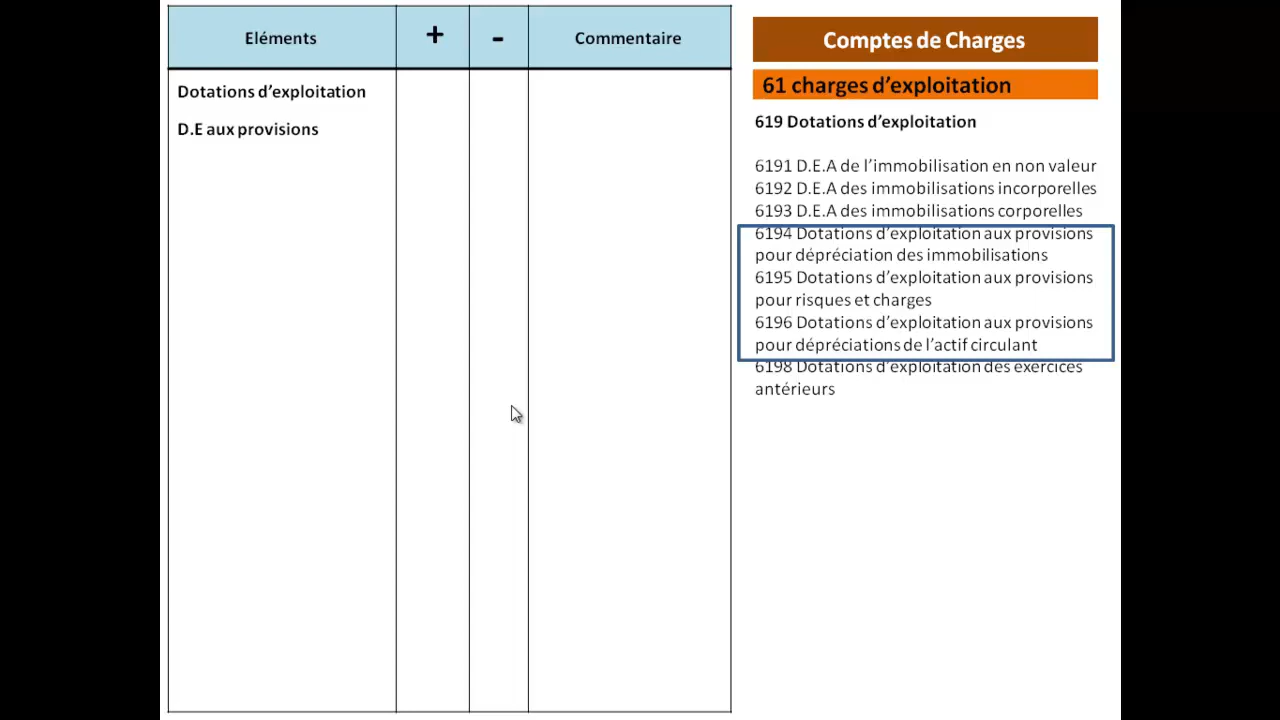 Eléments + - Commentaire
Dotations d’exploitation
D.E aux provisions
Comptes de Charges
61 charges d’exploitation
619 Dotations d’exploitation
6191 D.E.A de l’immobilisation en non valeur
6192 D.E.A des immobilisations incorporelles
6193 D.E.A des immobilisations corporelles
6194 Dotations d’exploitation aux provisions
pour dépréciation des immobilisations
6195 Dotations d’exploitation aux provisions
pour risques et charges
6196 Dotations d’exploitation aux provisions
pour dépréciations de l’actif circulant
6198 Dotations d’exploitation des exercices
antérieurs